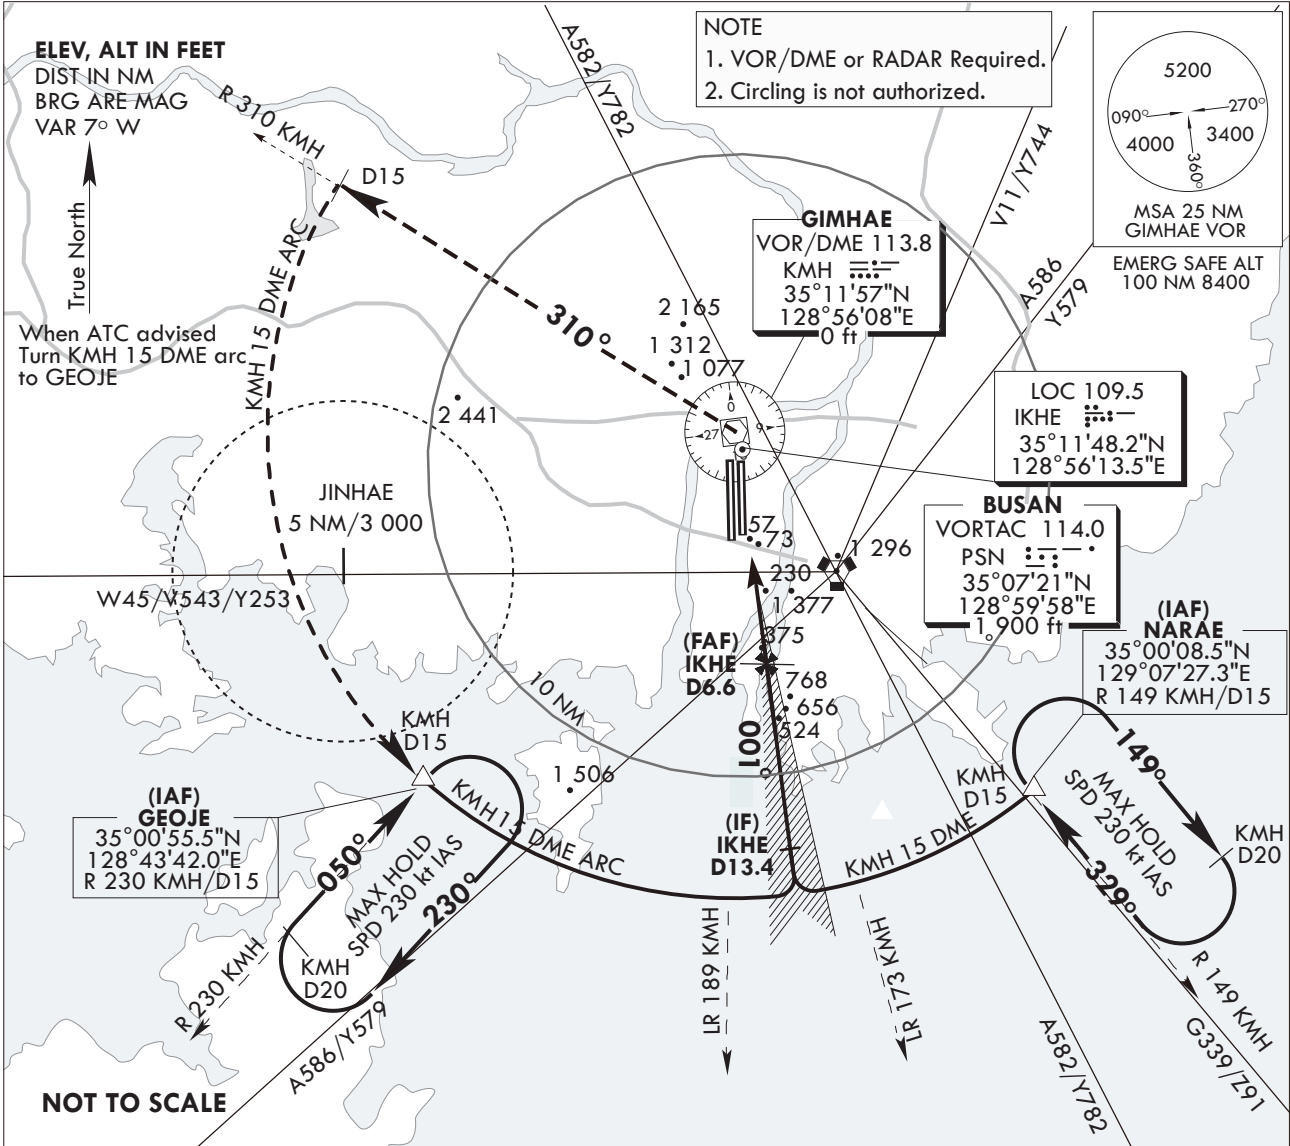 ELEV, ALT IN FEET
DIST IN NM
BRG ARE MAG
VAR 7° W
True North
When ATC advised
Turn KMH 15 DME arc
to GEOJE
R 310 KMH
D15
KMH 15 DME ARC
310°
A582/Y782
NOTE
1. VOR/DME or RADAR Required.
2. Circling is not authorized.
V11/Y744
A586
Y579
5200
090°
270°
4000
3400
360°
MSA 25 NM
GIMHAE VOR
EMERG SAFE ALT
100 NM 8400
GIMHAE
VOR/DME 113.8
KMH
35°11'57"N
128°56'08"E
0 ft
2 165
1 312
1 077
2 441
0
27
9
LOC 109.5
IKHE
35°11'48.2"N
128°56'13.5"E
JINHAE
5 NM/3 000
W45/V543/Y253
57
73
230
1 377
375
1 296
BUSAN
VORTAC 114.0
PSN
35°07'21"N
128°59'58"E
1,900 ft
(IAF)
NARAE
35°00'08.5"N
129°07'27.3"E
R 149 KMH/D15
(FAF)
IKHE
D6.6
768
656
524
10 NM
001°
1 506
KMH
D15
(IAF)
GEOJE
35°00'55.5"N
128°43'42.0"E
R 230 KMH/D15
KMH 15 DME ARC
050°
MAX HOLD
SPD 230 kt IAS
230°
KMH
D20
R 230 KMH
A586/Y579
(IF)
IKHE
D13.4
KMH 15 DME
KMH
D15
149°
MAX HOLD
SPD 230 kt IAS
329°
KMH
D20
LR 189 KMH
LR 173 KMH
R 149 KMH
G339/Z91
A582/Y782
NOT TO SCALE